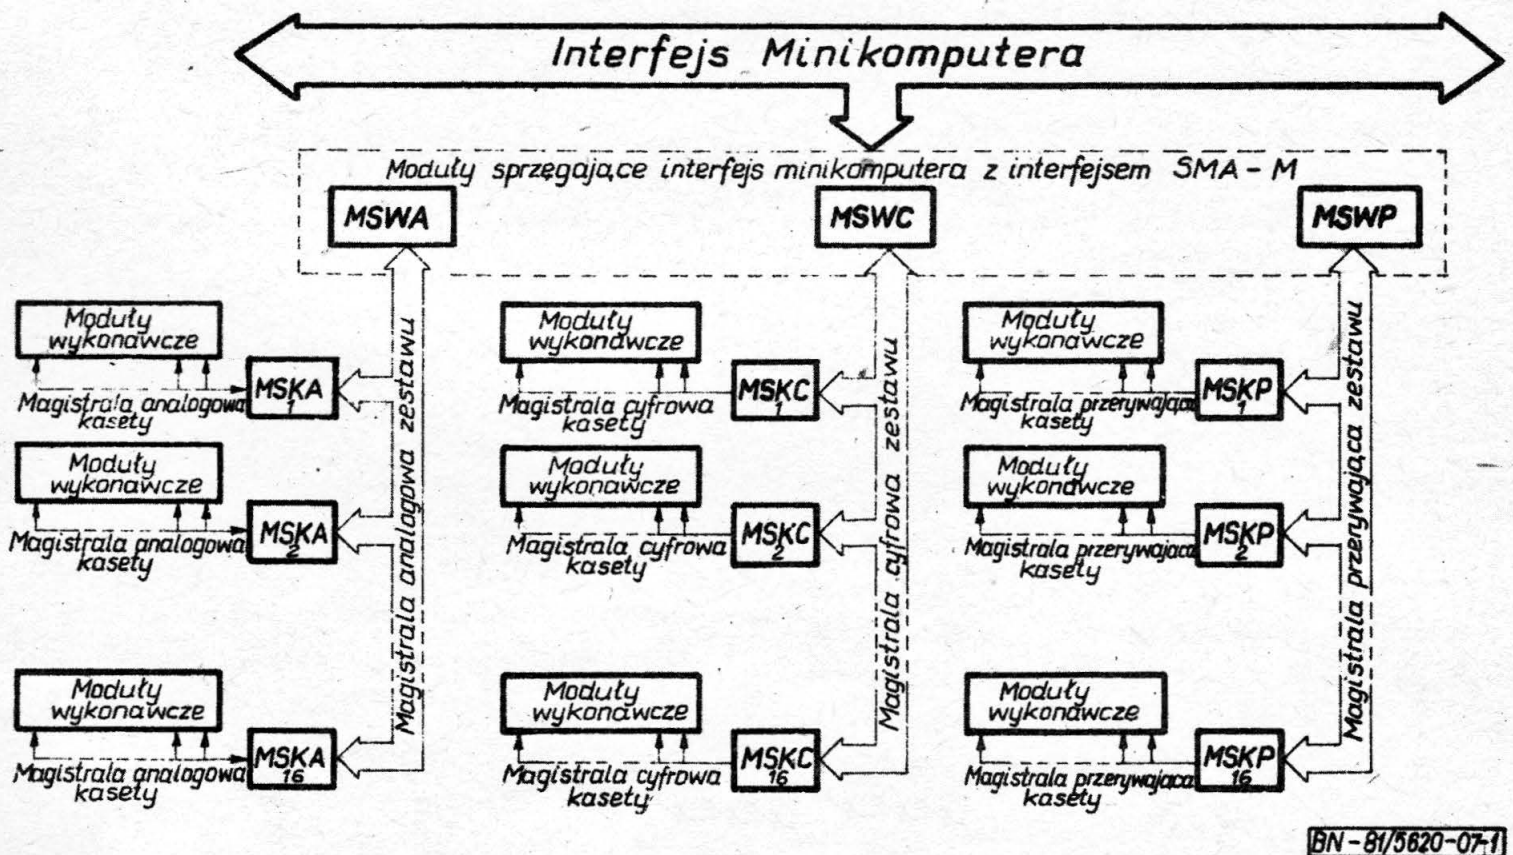 Interfejs Minikomputera
Moduły sprzęgające interfejs minikomputera z interfejsem SMA-M
MSWA
MSWC
MSWP
Moduły
wykonawcze
MSKA
1
Magistrala analogowa
kasety
Moduły
wykonawcze
MSKA
2
Magistrala analogowa
kasety
Moduły
wykonawcze
MSKA
16
Magistrala analogowa
kasety
Magistrala analogowa zestawu
Moduły
wykonawcze
MSKC
1
Magistrala cyfrowa
kasety
Moduły
wykonawcze
MSKC
2
Magistrala cyfrowa
kasety
Moduły
wykonawcze
MSKC
16
Magistrala cyfrowa
kasety
Magistrala cyfrowa zestawu
Moduły
wykonawcze
MSKP
1
Magistrala przerywająca
kasety
Moduły
wykonawcze
MSKP
2
Magistrala przerywająca
kasety
Moduły
wykonawcze
MSKP
16
Magistrala przerywająca
kasety
Magistrala przerywająca zestawu
BN-81/5620-07-1